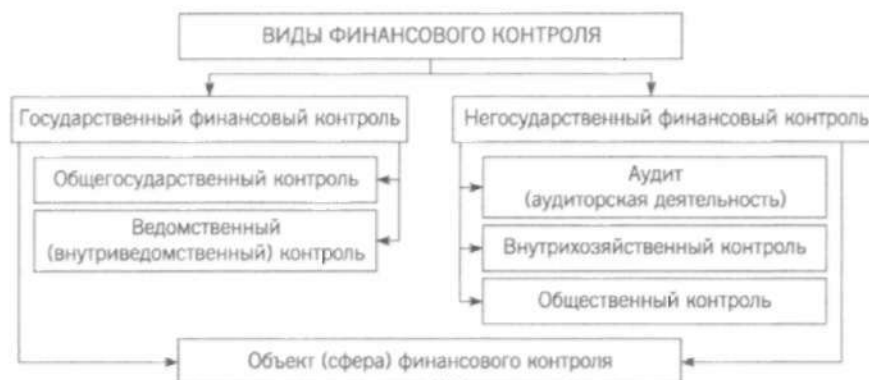 ВИДЫ ФИНАНСОВОГО КОНТРОЛЯ
Государственный финансовый контроль
Негосударственный финансовый контроль
Общегосударственный контроль
Ведомственный
(внутриведомственный) контроль
Аудит
(аудиторская деятельность)
Внутрихозяйственный контроль
Общественный контроль
Объект (сфера) финансового контроля